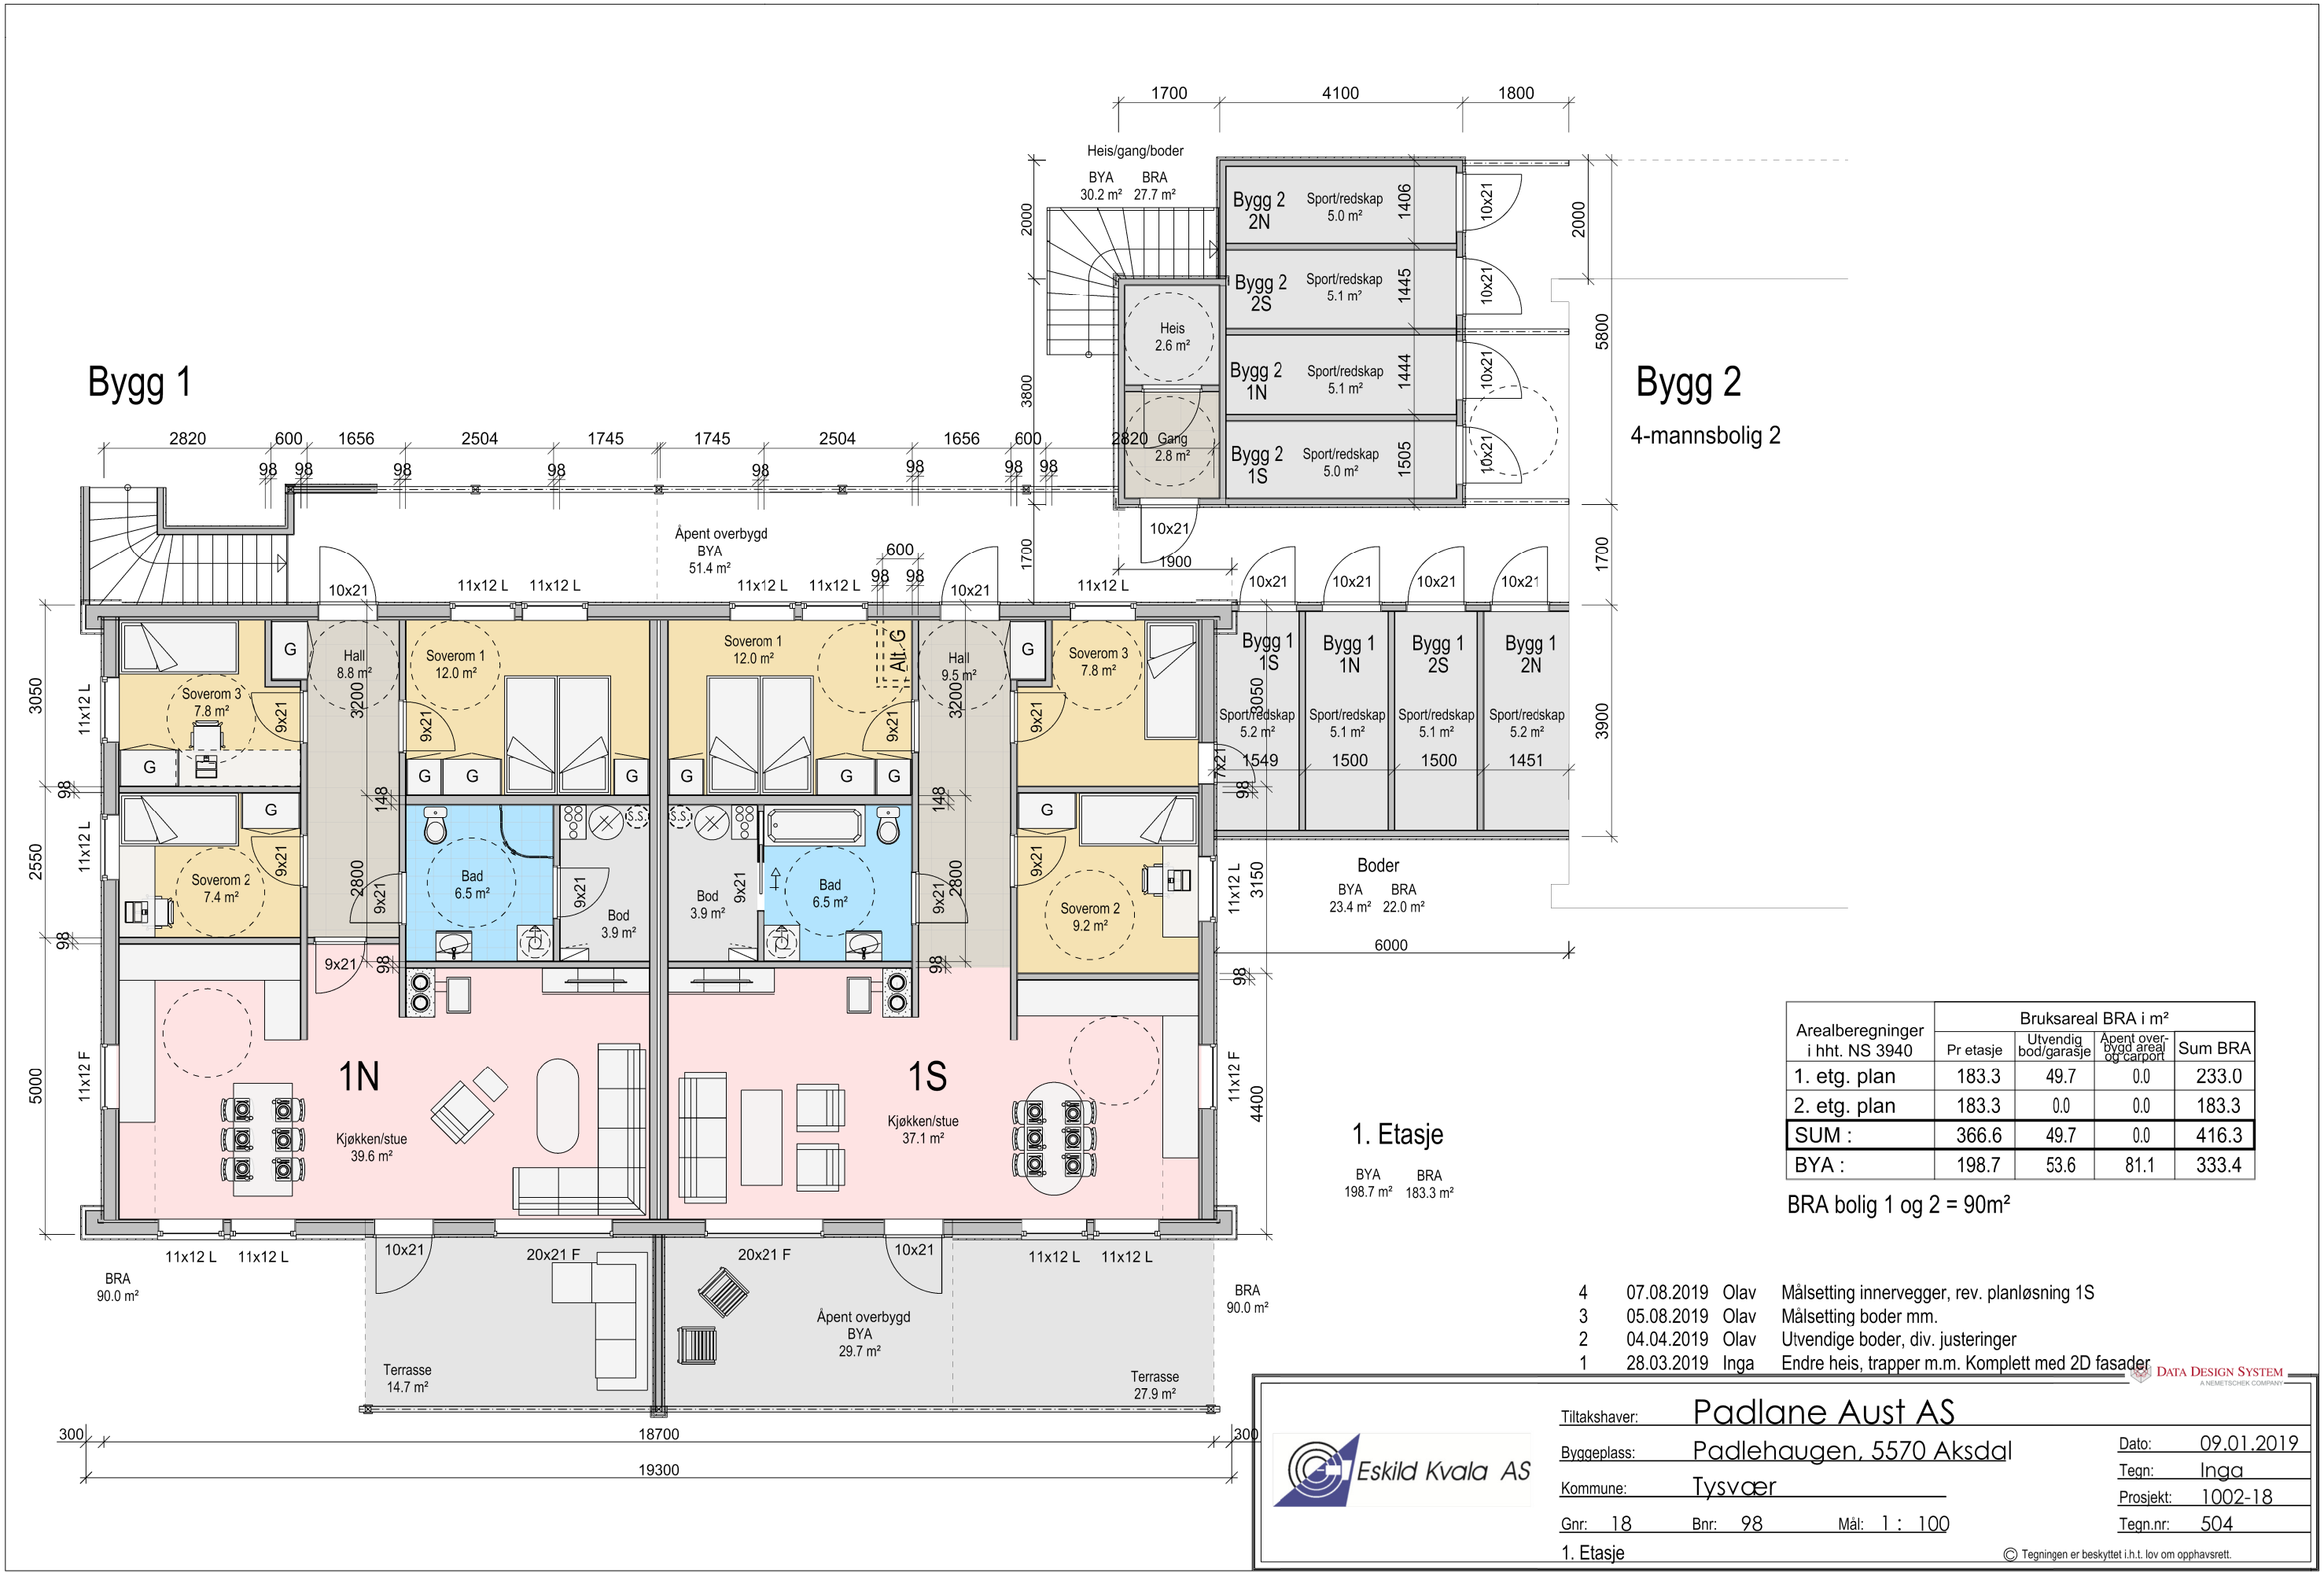 1700 4100 1800
Heis/gang/boder
BYA BRA
30.2 m² 27.7 m²
2000
Bygg 2
2N
Sport/redskap
5.0 m²
1406
10x21
2000
Bygg 2
2S
Sport/redskap
5.1 m²
1445
10x21
Heis
2.6 m²
3800
Bygg 2
1N
Sport/redskap
5.1 m²
1444
10x21
5800
Gang
2.8 m²
Bygg 2
1S
Sport/redskap
5.0 m²
1505
10x21
Bygg 1
Bygg 2
4-mannsbolig 2
2820 600 1656 2504 1745 1745 2504 1656 600 2820
98 98 98 98 98 98 98 98
Åpent overbygd
BYA
51.4 m²
1700
10x21
1900
1700
600
98 98
10x21 11x12 L 11x12 L 11x12 L 11x12 L 10x21 11x12 L
10x21 10x21 10x21 10x21
3050
98
2550
98
5000
11x12 L
11x12 L
11x12 F
G
Soverom 3
7.8 m²
9x21
G
Hall
8.8 m²
3200
Soverom 1
12.0 m²
9x21
G G G
Soverom 1
12.0 m²
Alt. G
9x21
G G G
Hall
9.5 m²
3200
G
Soverom 3
7.8 m²
9x21
Bygg 1
1S
Bygg 1
1N
Bygg 1
2S
Bygg 1
2N
3050
Sport/redskap
5.2 m²
Sport/redskap
5.1 m²
Sport/redskap
5.1 m²
Sport/redskap
5.2 m²
3900
7x21
1549 1500 1500 1451
98
G
9x21
Soverom 2
7.4 m²
148
2800
9x21
Bad
6.5 m²
9x21
S.S.
Bod
3.9 m²
S.S.
Bod
3.9 m²
9x21
Bad
6.5 m²
148
2800
9x21
G
9x21
Soverom 2
9.2 m²
11x12 L
3150
Boder
BYA BRA
23.4 m² 22.0 m²
6000
9x21
98
98
98
1N
Kjøkken/stue
39.6 m²
1S
Kjøkken/stue
37.1 m²
11x12 F
4400
1. Etasje
BYA BRA
198.7 m² 183.3 m²
Arealberegninger
i hht. NS 3940
Bruksareal BRA i m²
Pr etasje
Utvendig
bod/garasje
Åpent over-
bygd areal
og carport
Sum BRA
1. etg. plan 183.3 49.7 0.0 233.0
2. etg. plan 183.3 0.0 0.0 183.3
SUM : 366.6 49.7 0.0 416.3
BYA : 198.7 53.6 81.1 333.4
BRA bolig 1 og 2 = 90m²
11x12 L 11x12 L 10x21 20x21 F 20x21 F 10x21 11x12 L 11x12 L
BRA
90.0 m²
Terrasse
14.7 m²
Åpent overbygd
BYA
29.7 m²
Terrasse
27.9 m²
BRA
90.0 m²
300 18700 300
19300
4 07.08.2019 Olav Målsetting innervegger, rev. planløsning 1S
3 05.08.2019 Olav Målsetting boder mm.
2 04.04.2019 Olav Utvendige boder, div. justeringer
1 28.03.2019 Inga Endre heis, trapper m.m. Komplett med 2D fasader
DATA DESIGN SYSTEM
A NEMETSCHEK COMPANY
Eskild Kvala AS
Tiltakshaver: Padlane Aust AS
Byggeplass: Padlehaugen, 5570 Aksdal
Kommune: Tysvær
Gnr: 18 Bnr: 98 Mål: 1 : 100
1. Etasje
Dato: 09.01.2019
Tegn: Inga
Prosjekt: 1002-18
Tegn.nr: 504
© Tegningen er beskyttet i.h.t. lov om opphavsrett.